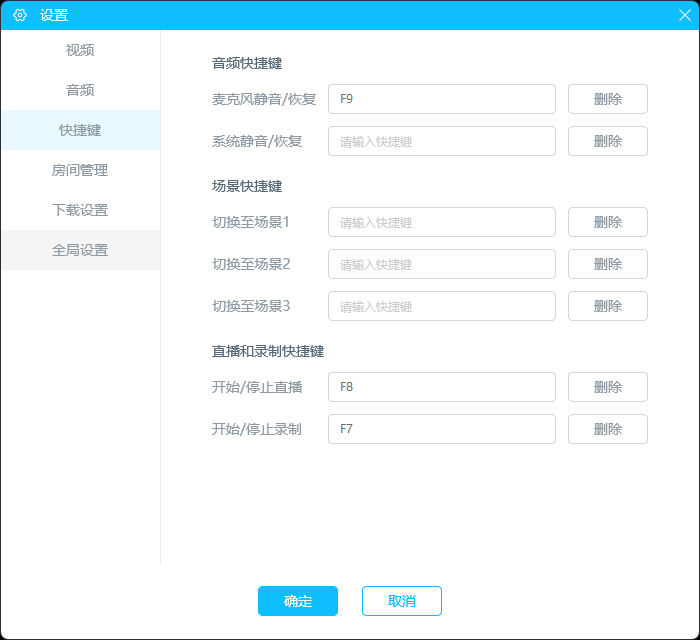 设置
视频
音频
快捷键
房间管理
下载设置
全局设置
音频快捷键
麦克风静音/恢复 F9 删除
系统静音/恢复 请输入快捷键 删除
场景快捷键
切换至场景1 请输入快捷键 删除
切换至场景2 请输入快捷键 删除
切换至场景3 请输入快捷键 删除
直播和录制快捷键
开始/停止直播 F8 删除
开始/停止录制 F7 删除
确定 取消